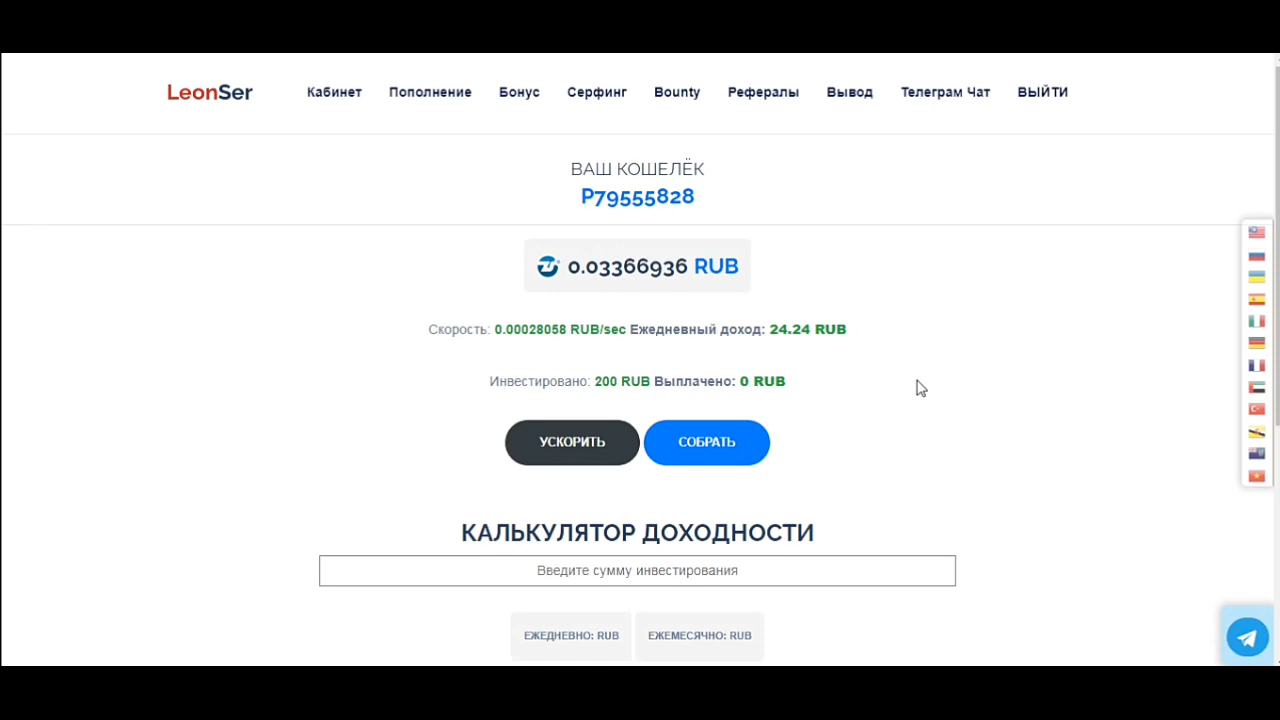 LeonSer Кабинет Пополнение Бонус Серфинг Bounty Рефералы Вывод Телеграм Чат ВЫЙТИ
ВАШ КОШЕЛЁК
P79555828
0.03366936 RUB
Скорость: 0.00028058 RUB/sec Ежедневный доход: 24.24 RUB
Инвестировано: 200 RUB Выплачено: 0 RUB
УСКОРИТЬ СОБРАТЬ
КАЛЬКУЛЯТОР ДОХОДНОСТИ
Введите сумму инвестирования
ЕЖЕДНЕВНО: RUB ЕЖЕМЕСЯЧНО: RUB